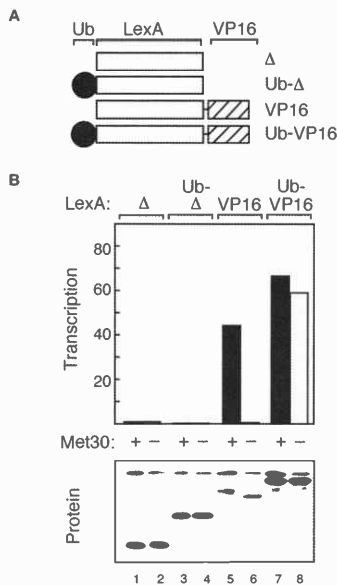 A
Ub LexA VP16
Δ
Ub-Δ
VP16
Ub-VP16
B
Ub- Ub-
LexA: Δ Δ VP16 VP16
80
60
40
20
Transcription
Met30: + − + − + − + −
Protein
1 2 3 4 5 6 7 8